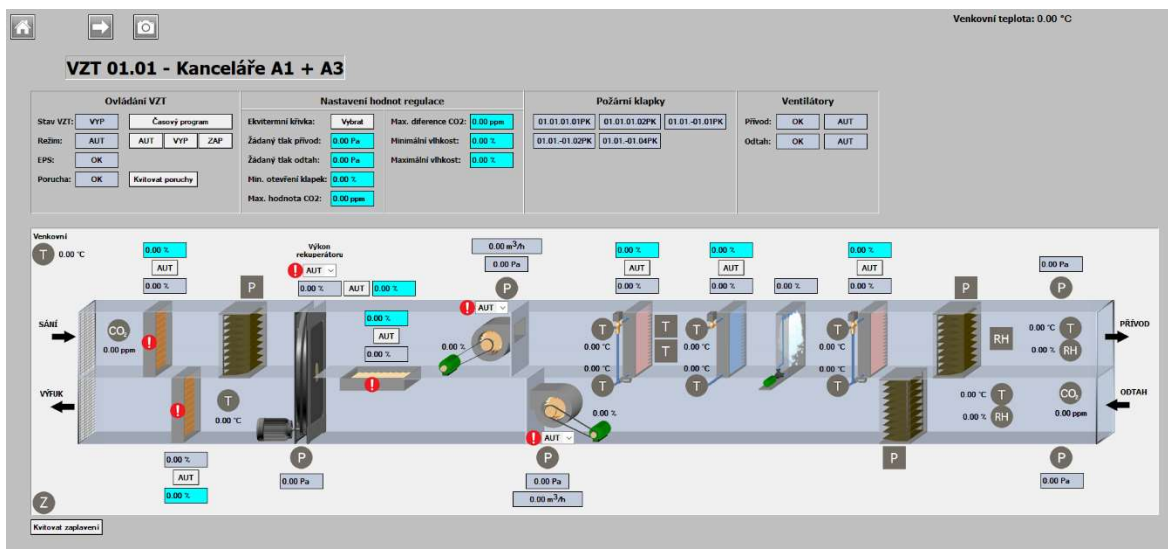 Venkovní teplota: 0.00 °C
VZT 01.01 - Kanceláře A1 + A3
Ovládání VZT
Stav VZT: VYP Časový program
Režim: AUT AUT VYP ZAP
EPS: OK
Porucha: OK Kvitovat poruchy
Nastavení hodnot regulace
Ekvitermní křivka: Vybrat Max. diference CO2: 0.00 ppm
Žádaný tlak přívod: 0.00 Pa Minimální vlhkost: 0.00 %
Žádaný tlak odtah: 0.00 Pa Maximální vlhkost: 0.00 %
Min. otevření klapek: 0.00 %
Max. hodnota CO2: 0.00 ppm
Požární klapky
01.01.01.01PK 01.01.01.02PK 01.01.-01.01PK
01.01.-01.02PK 01.01.-01.04PK
Ventilátory
Přívod: OK AUT
Odtah: OK AUT
Venkovní
T 0.00 °C
0.00 %
AUT
0.00 %
P
Výkon
rekuperátoru
! AUT
0.00 % AUT 0.00 %
0.00 m³/h
0.00 Pa
P
! AUT
0.00 %
AUT
0.00 %
0.00 %
AUT
0.00 %
0.00 %
0.00 %
AUT
0.00 %
P
0.00 Pa
P
SÁNÍ
CO₂
0.00 ppm
!
0.00 %
AUT
0.00 %
!
0.00 %
T
0.00 °C
0.00 °C
T
T
T
T
0.00 °C
0.00 °C
T
T
0.00 °C
0.00 °C
T
RH
0.00 °C T
0.00 % RH
PŘÍVOD
VÝFUK
!
T
0.00 °C
0.00 %
! AUT
P
0.00 Pa
0.00 m³/h
P
0.00 Pa
0.00 °C T
0.00 % RH
P
CO₂
0.00 ppm
ODTAH
P
0.00 Pa
0.00 %
AUT
0.00 %
Z
Kvitovat zaplavení